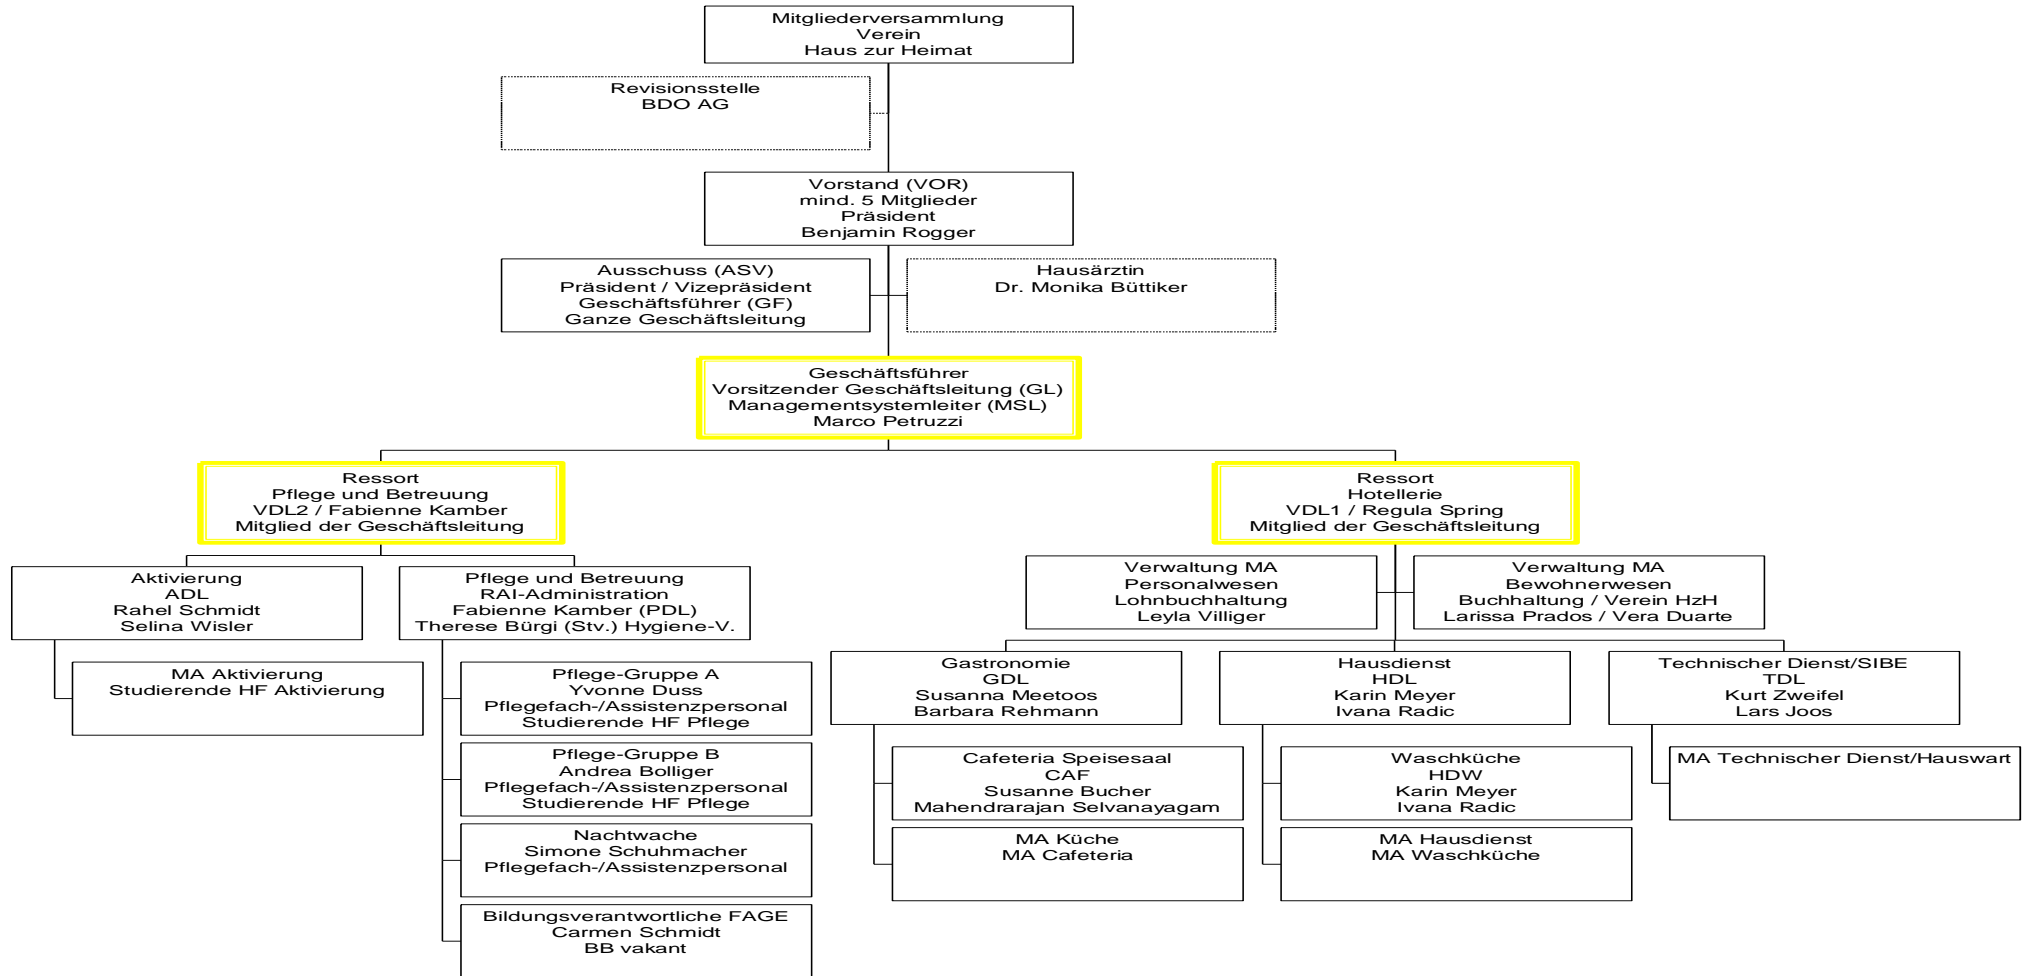 Mitgliederversammlung
Verein
Haus zur Heimat
Revisionsstelle
BDO AG
Vorstand (VOR)
mind. 5 Mitglieder
Präsident
Benjamin Rogger
Ausschuss (ASV)
Präsident / Vizepräsident
Geschäftsführer (GF)
Ganze Geschäftsleitung
Hausärztin
Dr. Monika Büttiker
Geschäftsführer
Vorsitzender Geschäftsleitung (GL)
Managementsystemleiter (MSL)
Marco Petruzzi
Ressort
Pflege und Betreuung
VDL2 / Fabienne Kamber
Mitglied der Geschäftsleitung
Ressort
Hotellerie
VDL1 / Regula Spring
Mitglied der Geschäftsleitung
Aktivierung
ADL
Rahel Schmidt
Selina Wisler
MA Aktivierung
Studierende HF Aktivierung
Pflege und Betreuung
RAI-Administration
Fabienne Kamber (PDL)
Therese Bürgi (Stv.) Hygiene-V.
Pflege-Gruppe A
Yvonne Duss
Pflegefach-/Assistenzpersonal
Studierende HF Pflege
Pflege-Gruppe B
Andrea Bolliger
Pflegefach-/Assistenzpersonal
Studierende HF Pflege
Nachtwache
Simone Schuhmacher
Pflegefach-/Assistenzpersonal
Bildungsverantwortliche FAGE
Carmen Schmidt
BB vakant
Verwaltung MA
Personalwesen
Lohnbuchhaltung
Leyla Villiger
Verwaltung MA
Bewohnerwesen
Buchhaltung / Verein HzH
Larissa Prados / Vera Duarte
Gastronomie
GDL
Susanna Meetoos
Barbara Rehmann
Cafeteria Speisesaal
CAF
Susanne Bucher
Mahendrarajan Selvanayagam
MA Küche
MA Cafeteria
Hausdienst
HDL
Karin Meyer
Ivana Radic
Waschküche
HDW
Karin Meyer
Ivana Radic
MA Hausdienst
MA Waschküche
Technischer Dienst/SIBE
TDL
Kurt Zweifel
Lars Joos
MA Technischer Dienst/Hauswart